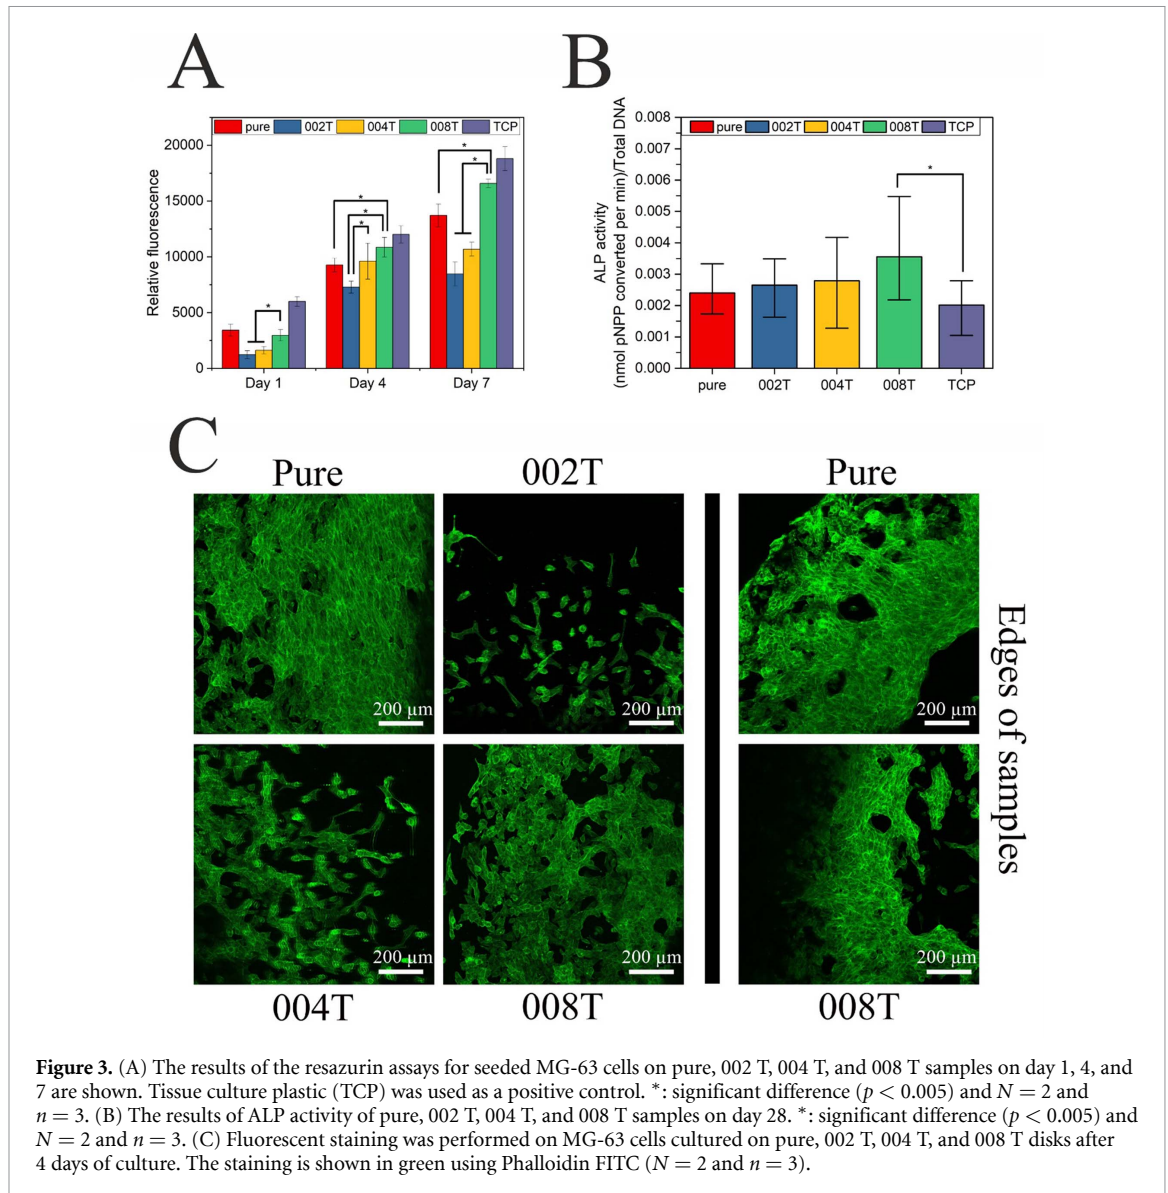 A
B
pure 002T 004T 008T TCP
Relative fluorescence
20000
15000
10000
5000
0
*
*
*
*
*
*
Day 1 Day 4 Day 7
ALP activity
(nmol pNPP converted per min)/Total DNA
pure 002T 004T 008T TCP
0.008
0.007
0.006
0.005
0.004
0.003
0.002
0.001
0.000
*
pure 002T 004T 008T TCP
C
Pure 002T Pure
200 µm 200 µm 200 µm
Edges of samples
200 µm 200 µm 200 µm
004T 008T 008T
Figure 3. (A) The results of the resazurin assays for seeded MG-63 cells on pure, 002 T, 004 T, and 008 T samples on day 1, 4, and
7 are shown. Tissue culture plastic (TCP) was used as a positive control. *: significant difference (p < 0.005) and N = 2 and
n = 3. (B) The results of ALP activity of pure, 002 T, 004 T, and 008 T samples on day 28. *: significant difference (p < 0.005) and
N = 2 and n = 3. (C) Fluorescent staining was performed on MG-63 cells cultured on pure, 002 T, 004 T, and 008 T disks after
4 days of culture. The staining is shown in green using Phalloidin FITC (N = 2 and n = 3).